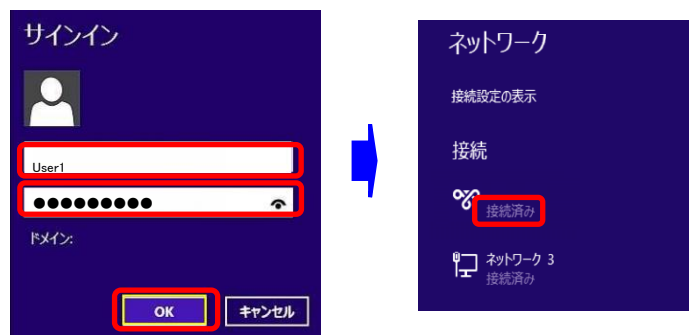 サインイン
User1
●●●●●●●●●
ドメイン:
OK
キャンセル
ネットワーク
接続設定の表示
接続
接続済み
ネットワーク 3
接続済み